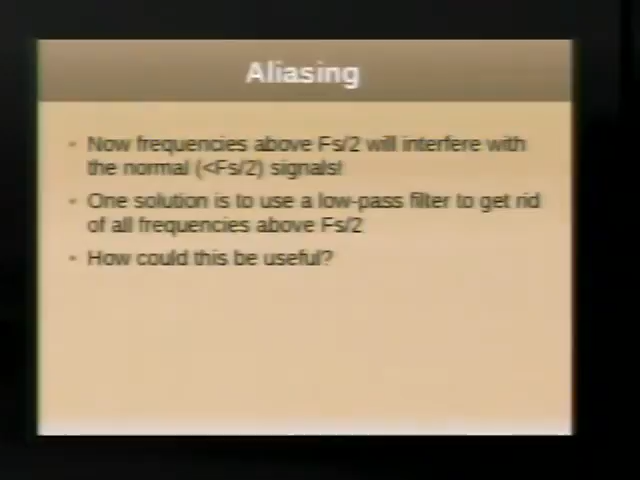 Aliasing
Now frequencies above Fs/2 will interfere with
the normal (<Fs/2) signals!
One solution is to use a low-pass filter to get rid
of all frequencies above Fs/2
How could this be useful?